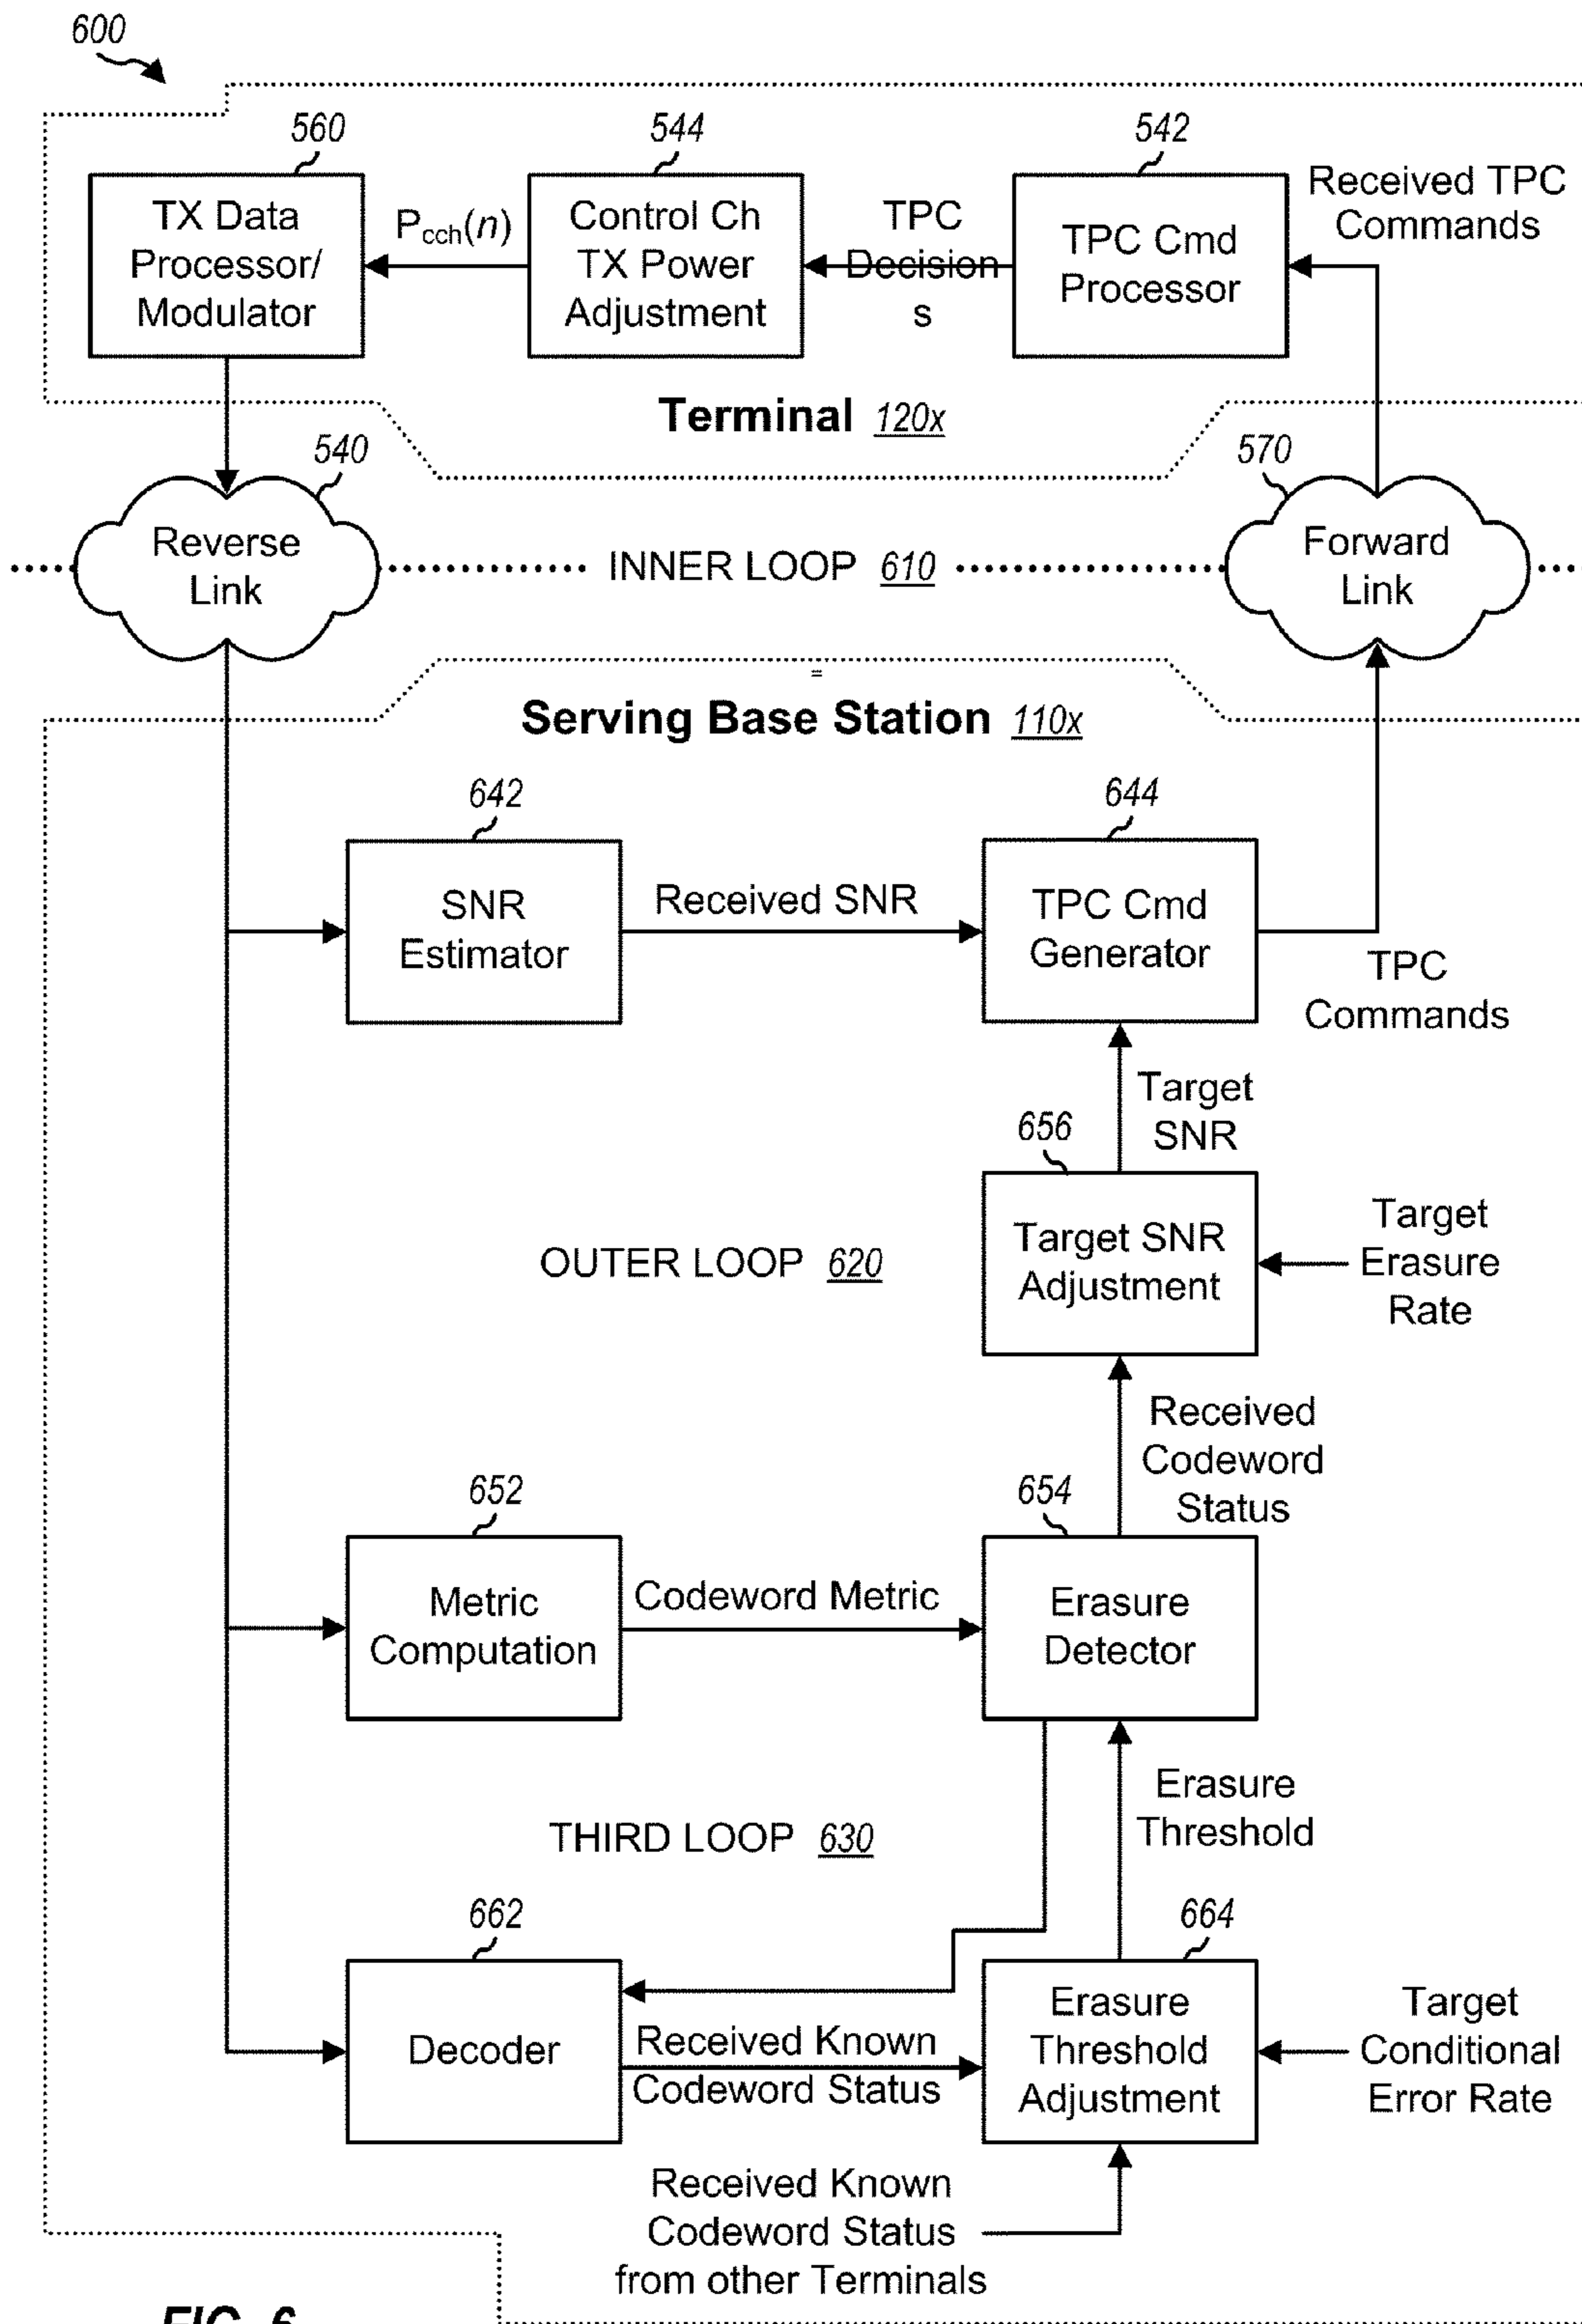 600
560
544
542
TX Data
Processor/
Modulator
Pcch(n)
Control Ch
TX Power
Adjustment
TPC
Decision
s
TPC Cmd
Processor
Received TPC
Commands
Terminal 120x
540
570
Reverse
Link
INNER LOOP 610
Forward
Link
=
Serving Base Station 110x
642
644
SNR
Estimator
Received SNR
TPC Cmd
Generator
TPC
Commands
Target
SNR
656
OUTER LOOP 620
Target SNR
Adjustment
Target
Erasure
Rate
Received
Codeword
Status
652
654
Metric
Computation
Codeword Metric
Erasure
Detector
Erasure
Threshold
THIRD LOOP 630
662
664
Decoder
Received Known
Codeword Status
Erasure
Threshold
Adjustment
Target
Conditional
Error Rate
Received Known
Codeword Status
from other Terminals
FIG. 6